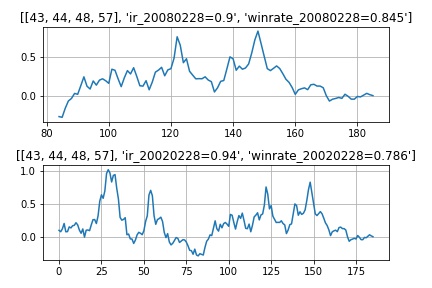 [[43, 44, 48, 57], 'ir_20080228=0.9', 'winrate_20080228=0.845']
0.5
0.0
80 100 120 140 160 180
[[43, 44, 48, 57], 'ir_20020228=0.94', 'winrate_20020228=0.786']
1.0
0.5
0.0
0 25 50 75 100 125 150 175